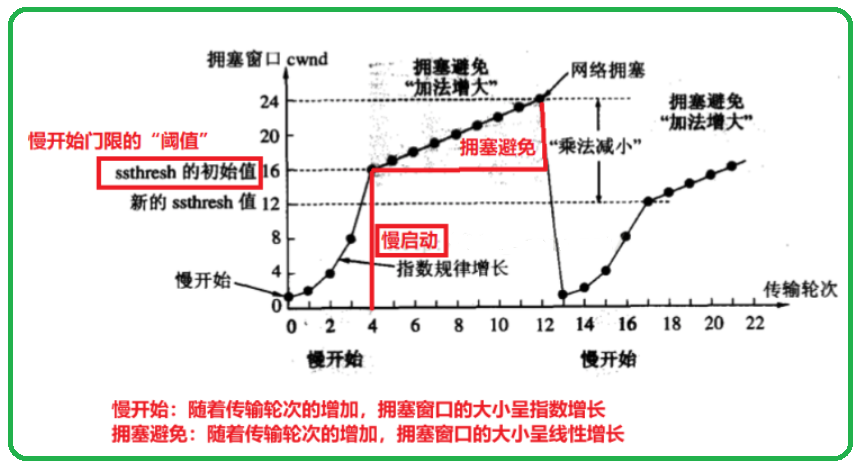 拥塞窗口 cwnd
拥塞避免
“加法增大”
网络拥塞
拥塞避免
“加法增大”
24
慢开始门限的“阈值”
20
拥塞避免
“乘法减小”
ssthresh 的初始值
16
新的 ssthresh 值
12
慢启动
8
指数规律增长
慢开始
4
0
传输轮次
0 2 4 6 8 10 12 14 16 18 20 22
慢开始
慢开始
慢开始：随着传输轮次的增加，拥塞窗口的大小呈指数增长
拥塞避免：随着传输轮次的增加，拥塞窗口的大小呈线性增长